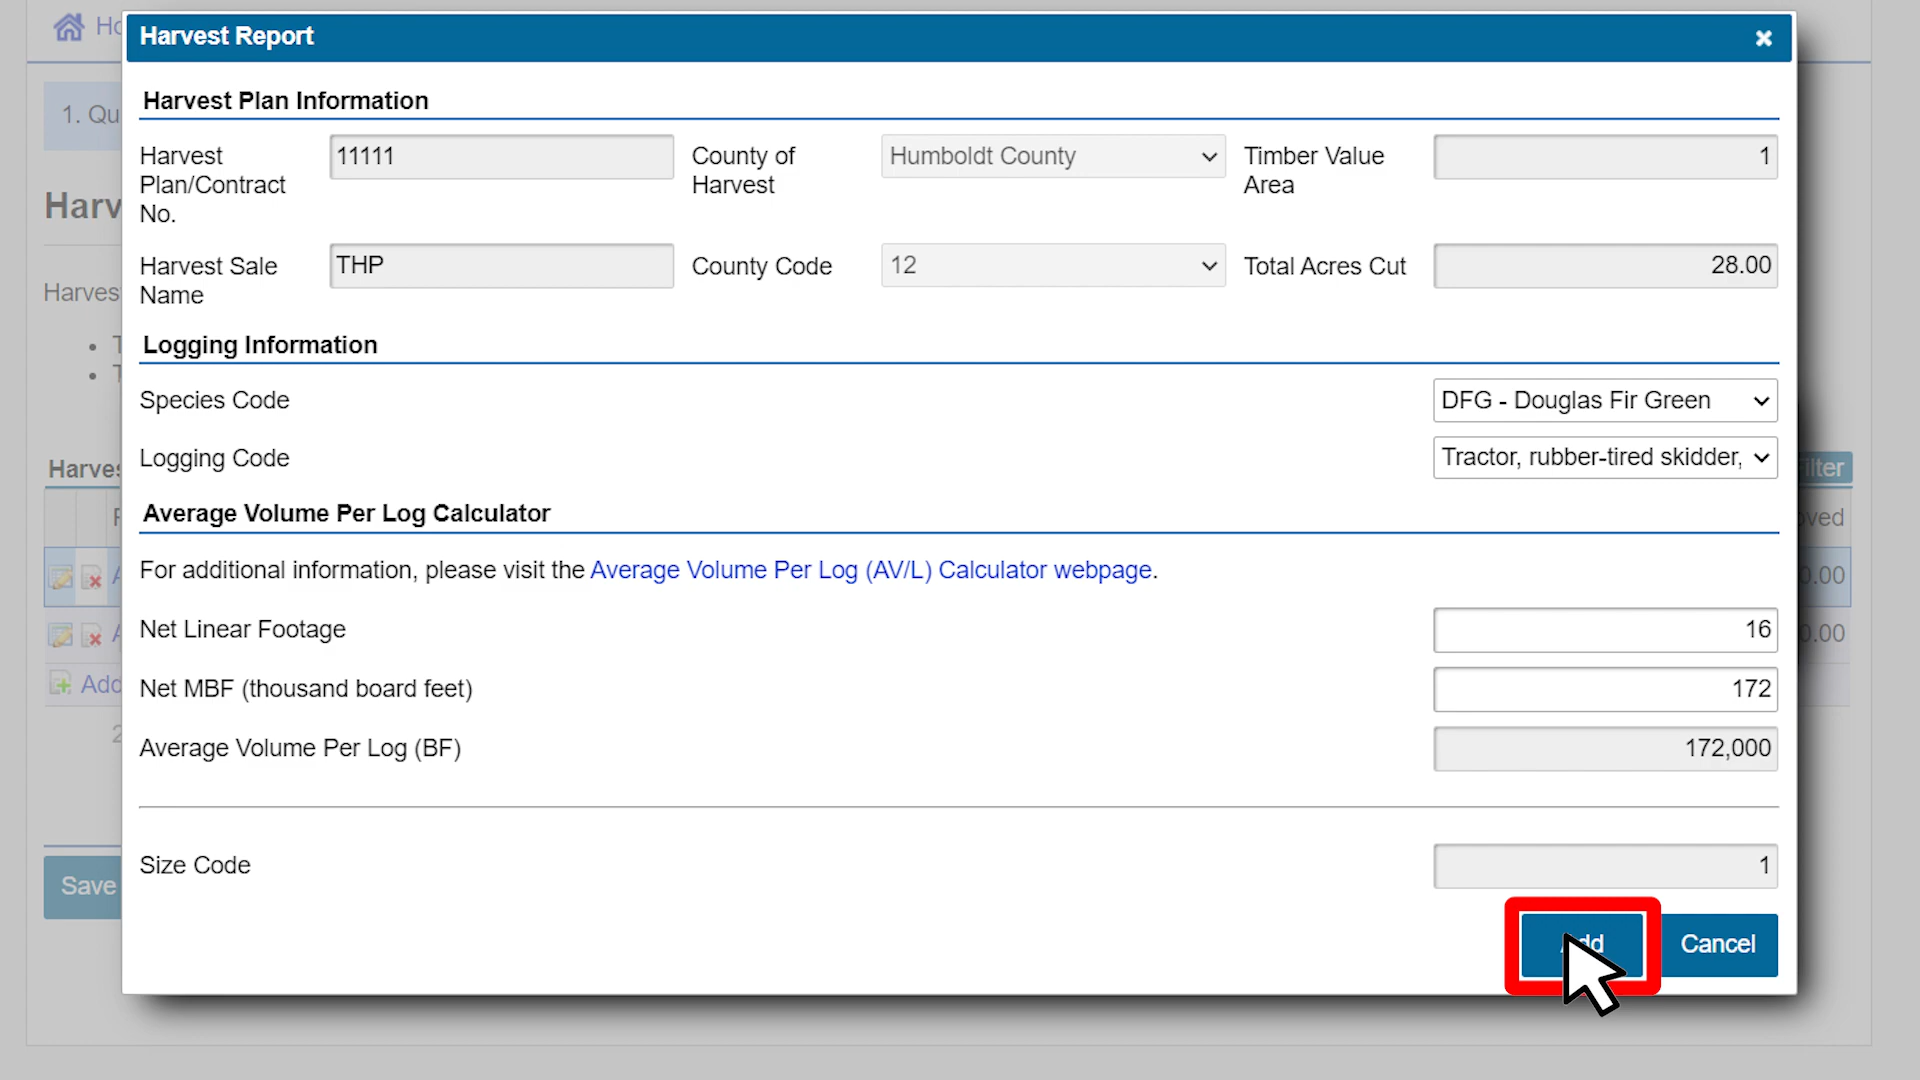 Harvest Report
Harvest Plan Information
Harvest Plan/Contract No.
11111
County of Harvest
Humboldt County
Timber Value Area
1
Harvest Sale Name
THP
County Code
12
Total Acres Cut
28.00
Logging Information
Species Code
DFG - Douglas Fir Green
Logging Code
Tractor, rubber-tired skidder,
Average Volume Per Log Calculator
For additional information, please visit the Average Volume Per Log (AV/L) Calculator webpage.
Net Linear Footage
16
Net MBF (thousand board feet)
172
Average Volume Per Log (BF)
172,000
Size Code
1
Cancel
1.
Add
Save